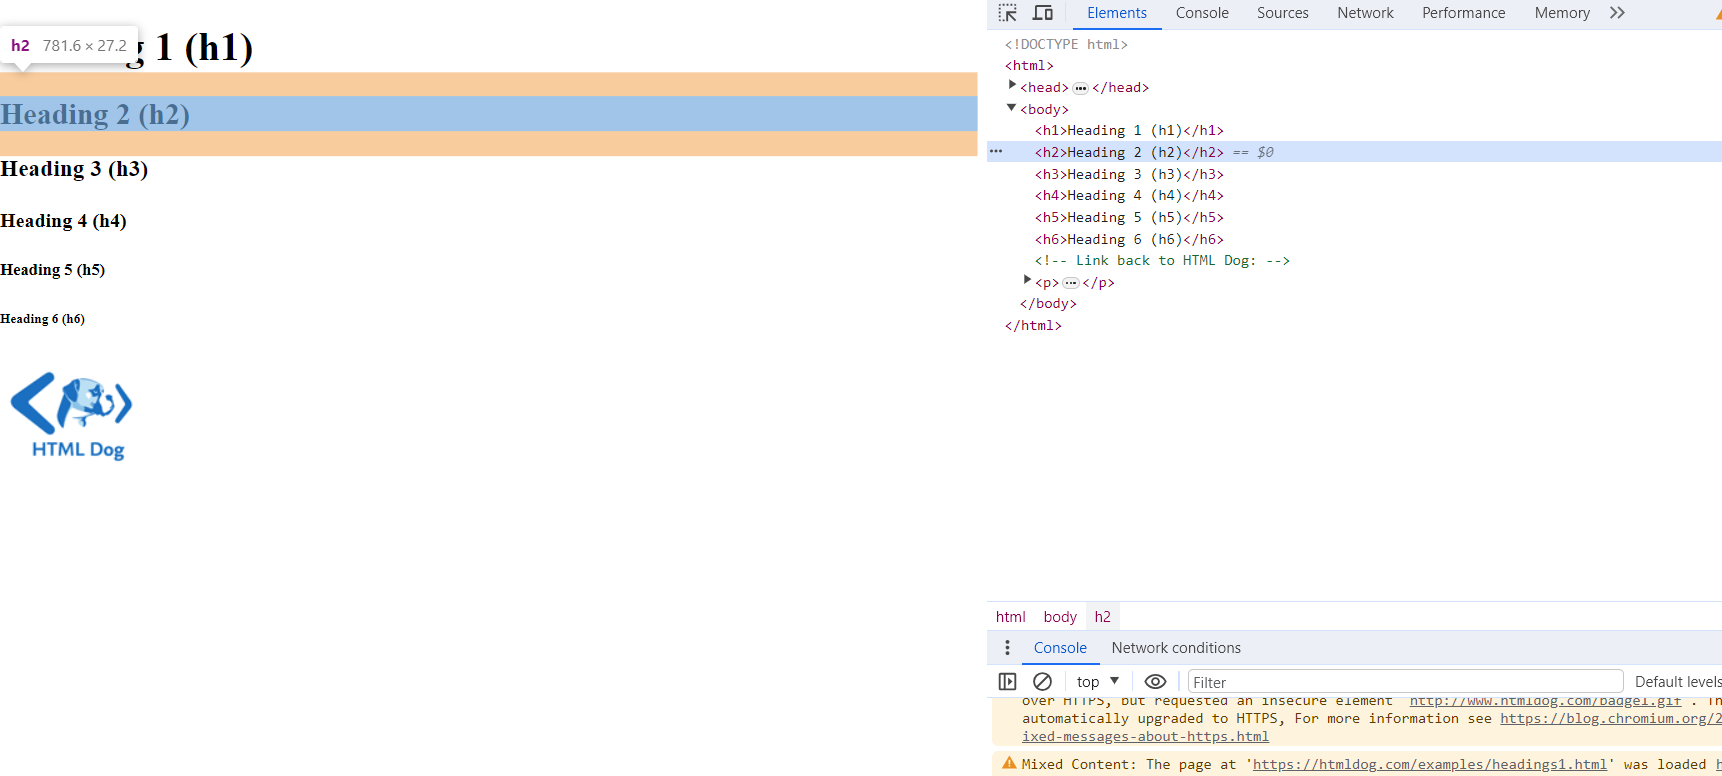 h2 781.6 × 27.2
g 1 (h1)
Heading 2 (h2)
Heading 3 (h3)
Heading 4 (h4)
Heading 5 (h5)
Heading 6 (h6)
HTML Dog
Elements Console Sources Network Performance Memory
<!DOCTYPE html>
<html>
<head> ••• </head>
<body>
<h1>Heading 1 (h1)</h1>
<h2>Heading 2 (h2)</h2> == $0
<h3>Heading 3 (h3)</h3>
<h4>Heading 4 (h4)</h4>
<h5>Heading 5 (h5)</h5>
<h6>Heading 6 (h6)</h6>
<!-- Link back to HTML Dog: -->
<p> ••• </p>
</body>
</html>
html body h2
Console Network conditions
top Filter Default levels
over HTTPS, but requested an insecure element 'http://www.htmldog.com/badge1.gif'.
automatically upgraded to HTTPS, For more information see https://blog.chromium.org/2
ixed-messages-about-https.html
Mixed Content: The page at 'https://htmldog.com/examples/headings1.html' was loaded